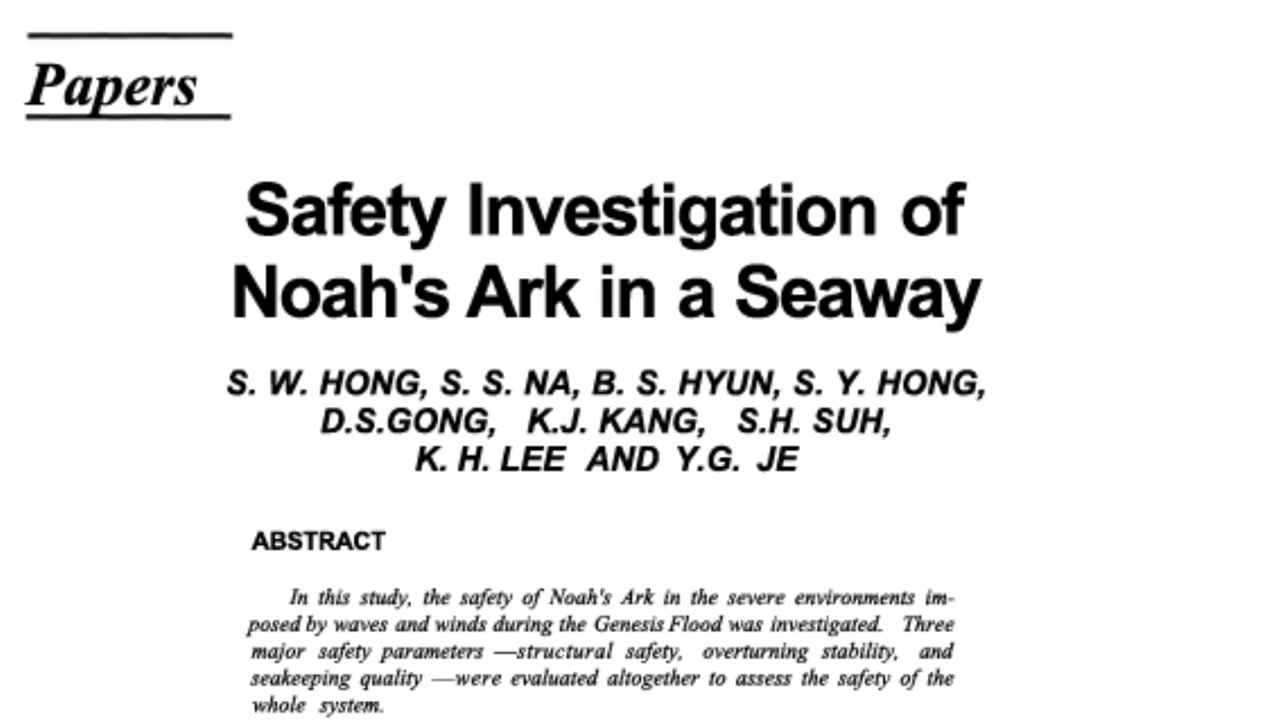 Papers
Safety Investigation of
Noah's Ark in a Seaway
S. W. HONG, S. S. NA, B. S. HYUN, S. Y. HONG,
D.S.GONG, K.J. KANG, S.H. SUH,
K. H. LEE AND Y.G. JE
ABSTRACT
In this study, the safety of Noah's Ark in the severe environments im-
posed by waves and winds during the Genesis Flood was investigated. Three
major safety parameters —structural safety, overturning stability, and
seakeeping quality —were evaluated altogether to assess the safety of the
whole system.